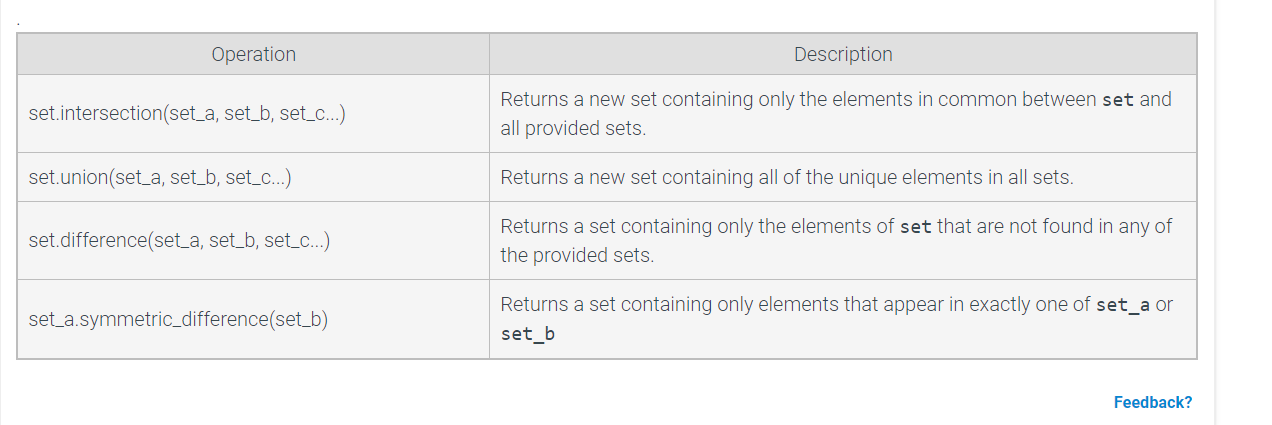 .
Operation Description
set.intersection(set_a, set_b, set_c...) Returns a new set containing only the elements in common between set and
all provided sets.
set.union(set_a, set_b, set_c...) Returns a new set containing all of the unique elements in all sets.
set.difference(set_a, set_b, set_c...) Returns a set containing only the elements of set that are not found in any of
the provided sets.
set_a.symmetric_difference(set_b) Returns a set containing only elements that appear in exactly one of set_a or
set_b
Feedback?